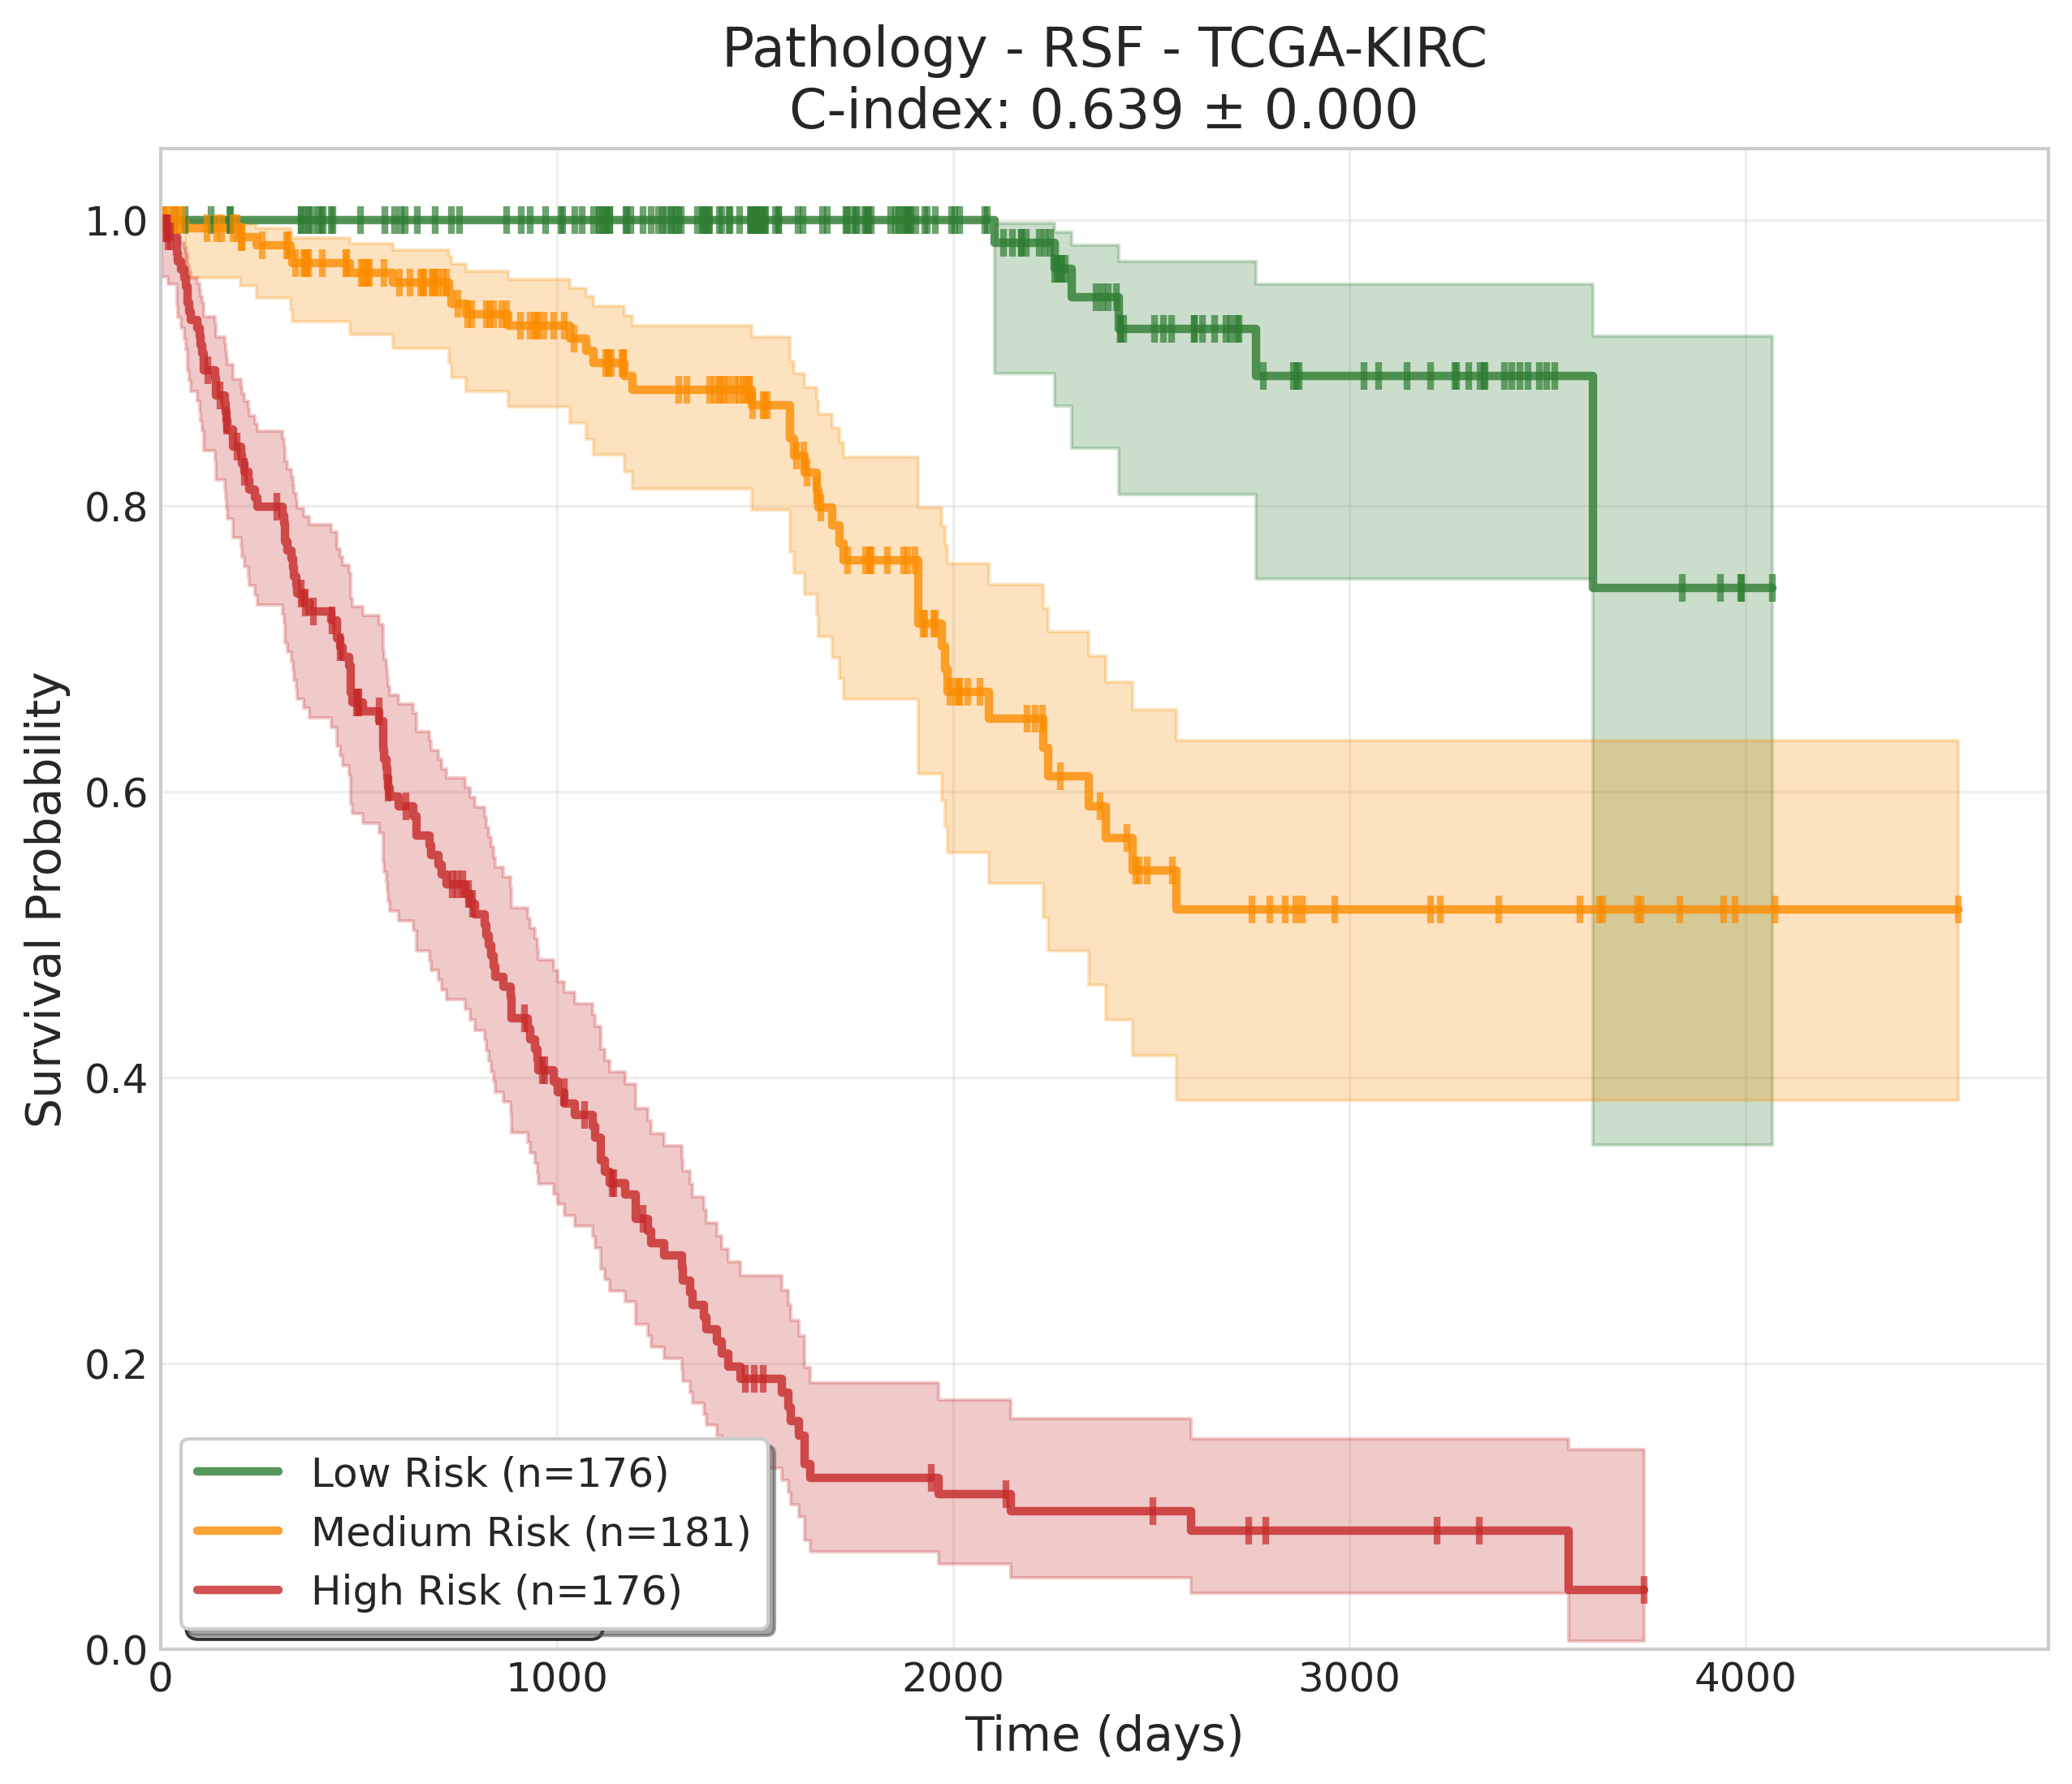 Pathology - RSF - TCGA-KIRC
C-index: 0.639 ± 0.000
Survival Probability
1.0
0.8
0.6
0.4
0.2
0.0
Low Risk (n=176)
Medium Risk (n=181)
High Risk (n=176)
0 1000 2000 3000 4000
Time (days)